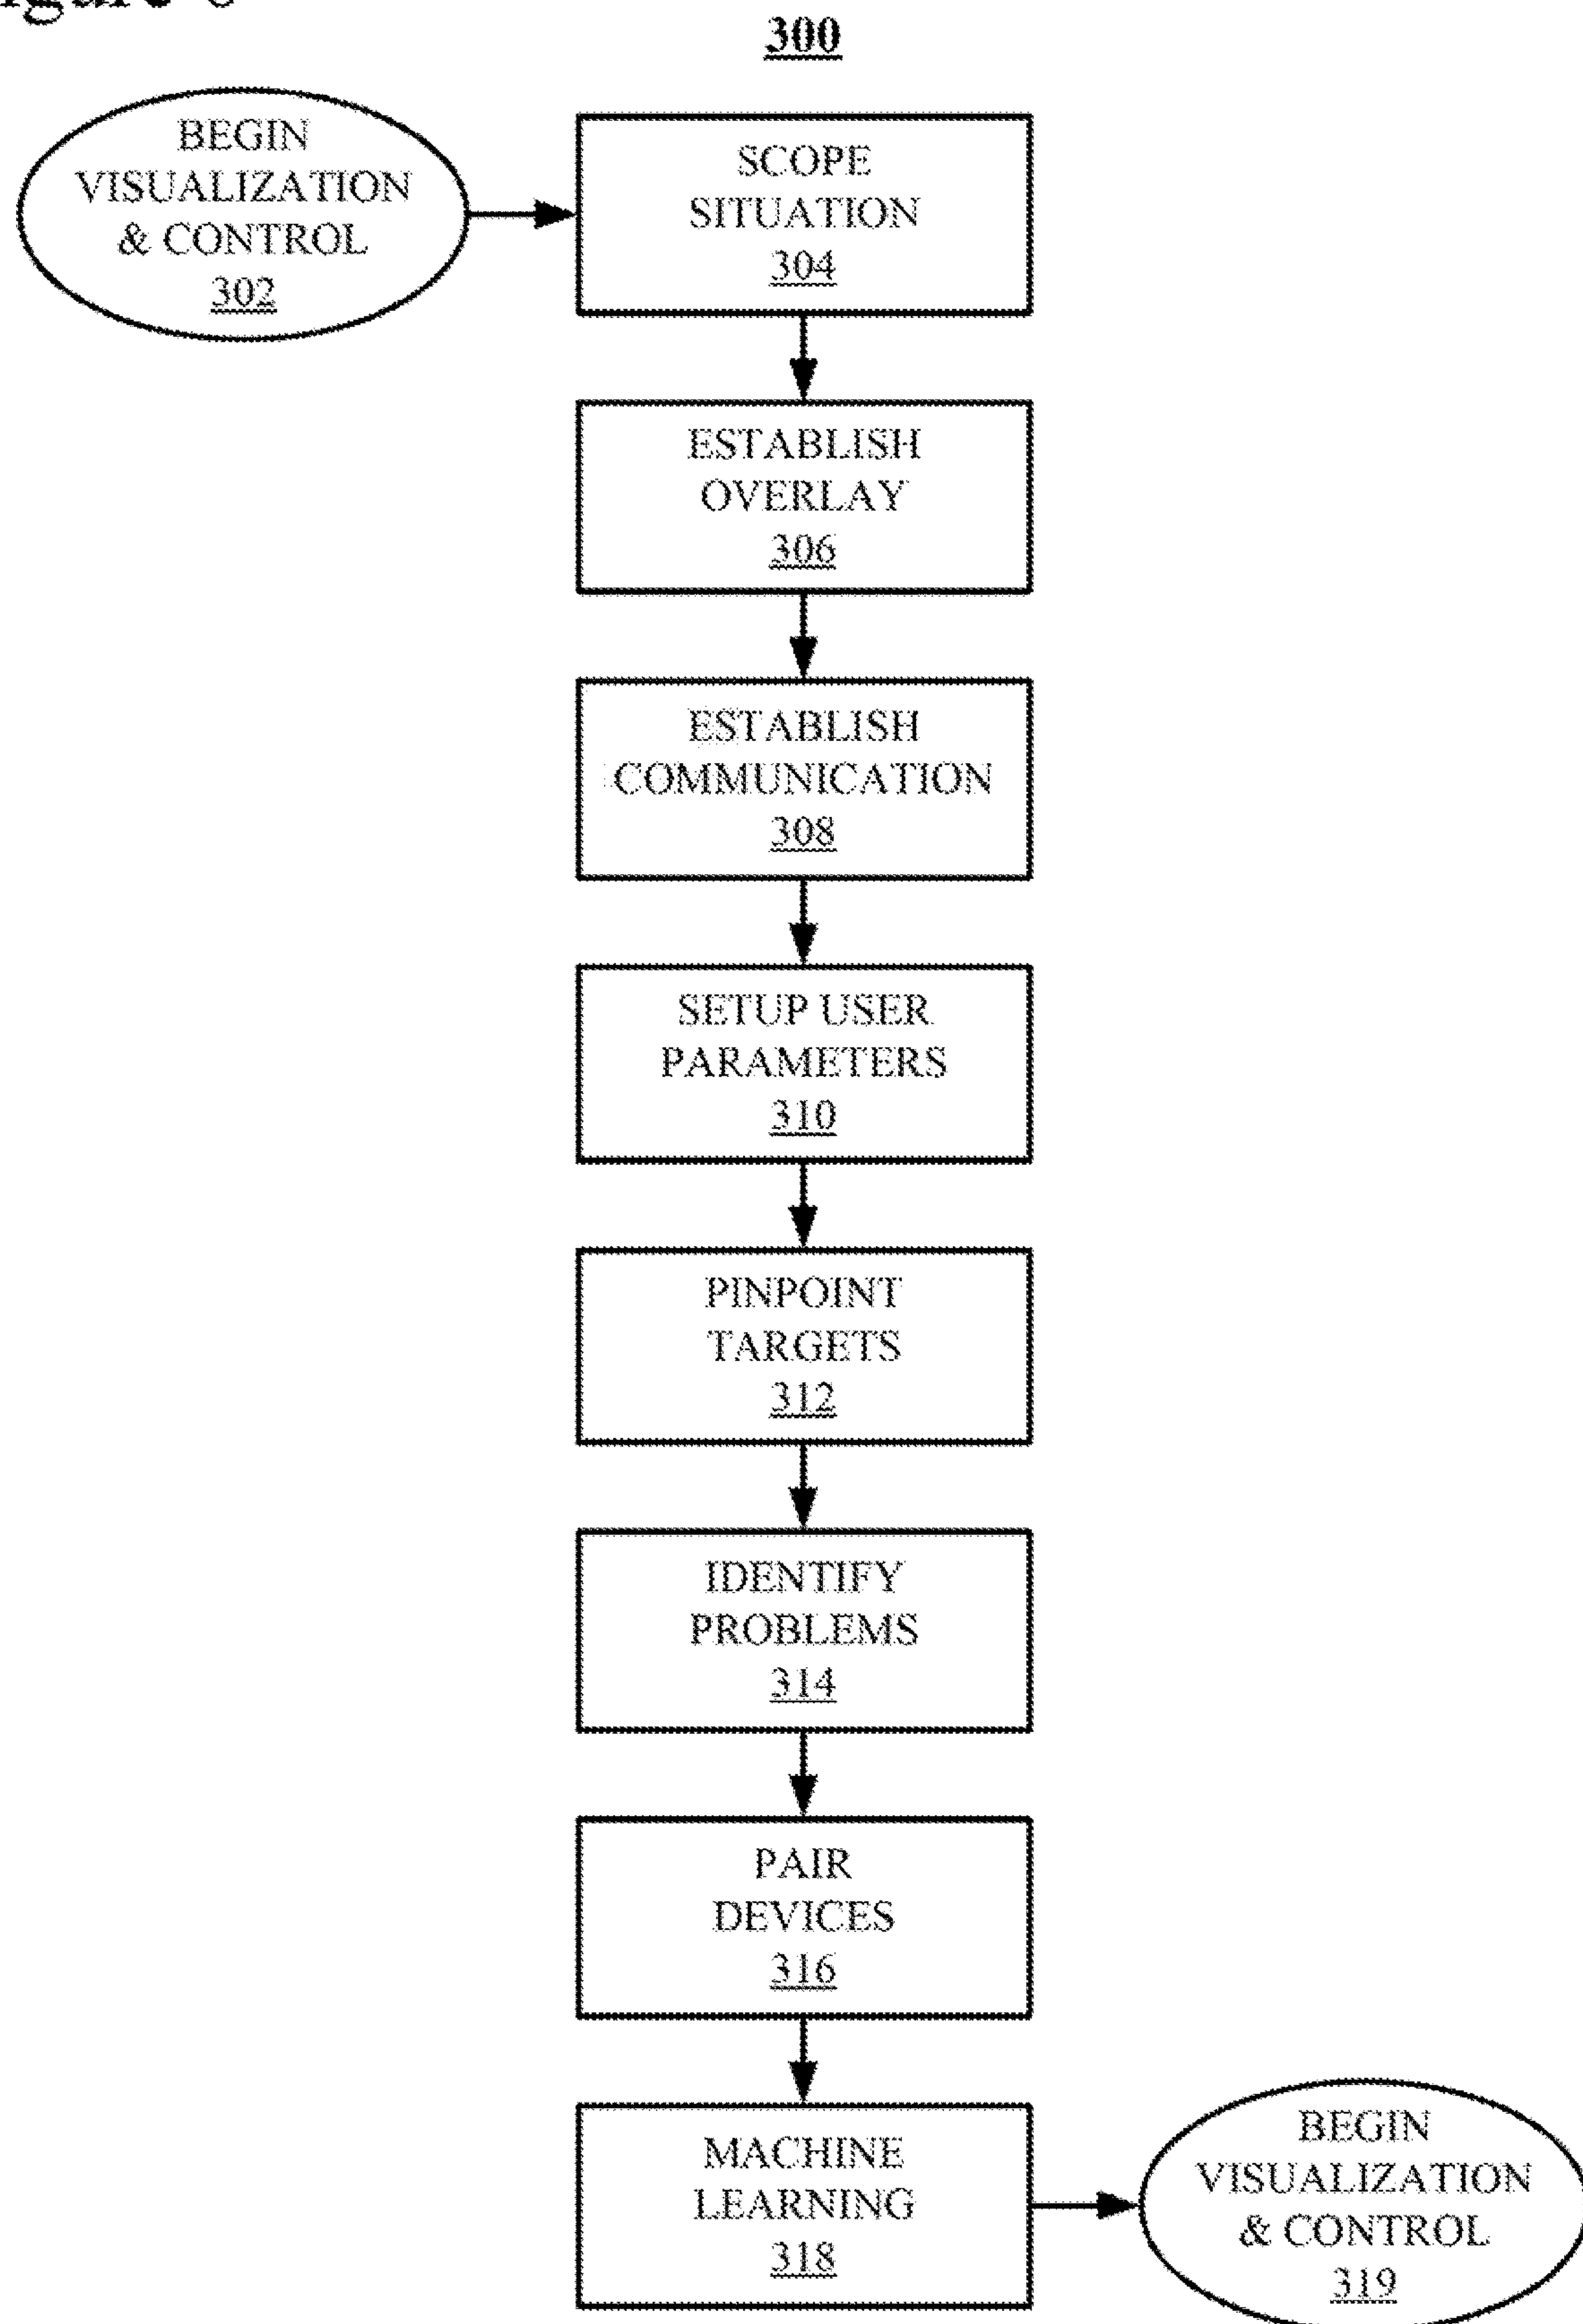 300
BEGIN
VISUALIZATION
& CONTROL
302
SCOPE
SITUATION
304
ESTABLISH
OVERLAY
306
ESTABLISH
COMMUNICATION
308
SETUP USER
PARAMETERS
310
PINPOINT
TARGETS
312
IDENTIFY
PROBLEMS
314
PAIR
DEVICES
316
MACHINE
LEARNING
318
BEGIN
VISUALIZATION
& CONTROL
319